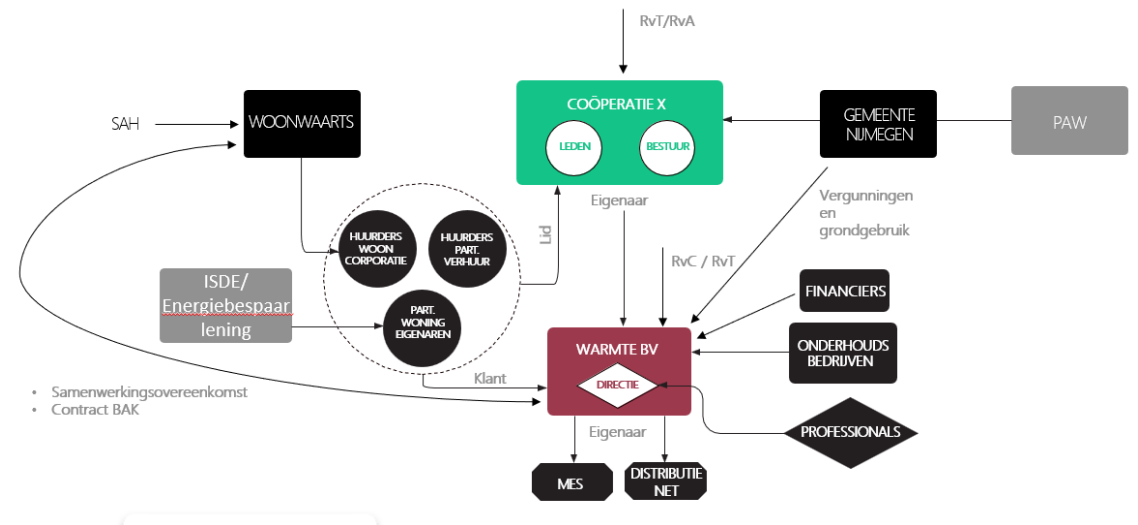 RvT/RvA
COÖPERATIE X
LEDEN
BESTUUR
SAH
WOONWAARTS
GEMEENTE
NIJMEGEN
PAW
Eigenaar
Vergunningen
en
grondgebruik
Lid
HUURDERS
WOON
CORPORATIE
HUURDERS
PART.
VERHUUR
RvC / RvT
ISDE/
Energiebespaar
lening
PART.
WONING
EIGENAREN
FINANCIERS
WARMTE BV
DIRECTIE
ONDERHOUDS
BEDRIJVEN
Klant
• Samenwerkingsovereenkomst
• Contract BAK
Eigenaar
PROFESSIONALS
MES
DISTRIBUTIE
NET